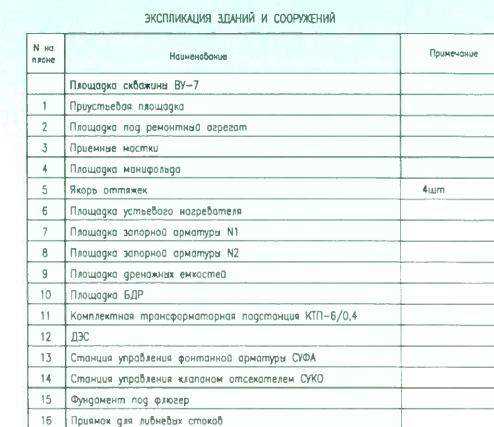 ЭКСПЛИКАЦИЯ ЗДАНИЙ И СООРУЖЕНИЙ
N на плане Наименование Примечание
Площадка скважины ВУ-7
1 Приустьевая площадка
2 Площадка под ремонтный агрегат
3 Приемные мостки
4 Площадка манифольда
5 Якорь оттяжек 4шт
6 Площадка устьевого нагревателя
7 Площадка запорной арматуры N1
8 Площадка запорной арматуры N2
9 Площадка дренажных емкостей
10 Площадка БДР
11 Комплектная трансформаторная подстанция КТП-6/0,4
12 ДЭС
13 Станция управления фонтанной арматуры СУФА
14 Станция управления клапаном отсекателем СУКО
15 Фундамент под флюгер
16 Приямок для ливневых стоков